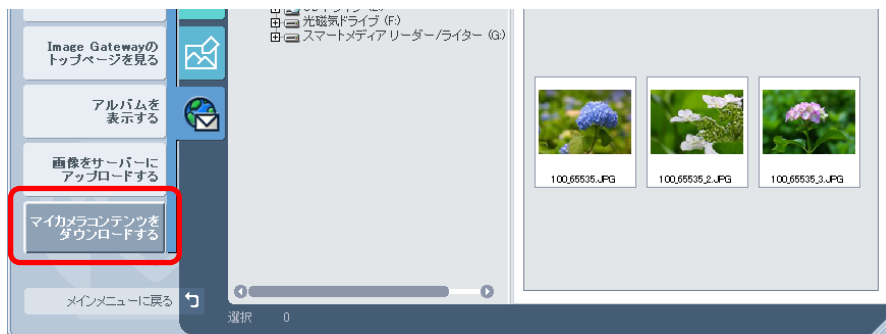 光磁気ドライブ (F:)
スマートメディア リーダー/ライター (G:)
Image Gatewayの
トップページを見る
アルバムを
表示する
画像をサーバーに
アップロードする
マイカメラコンテンツを
ダウンロードする
メインメニューに戻る
100_65535.JPG
100_65535_2.JPG
100_65535_3.JPG
選択 0